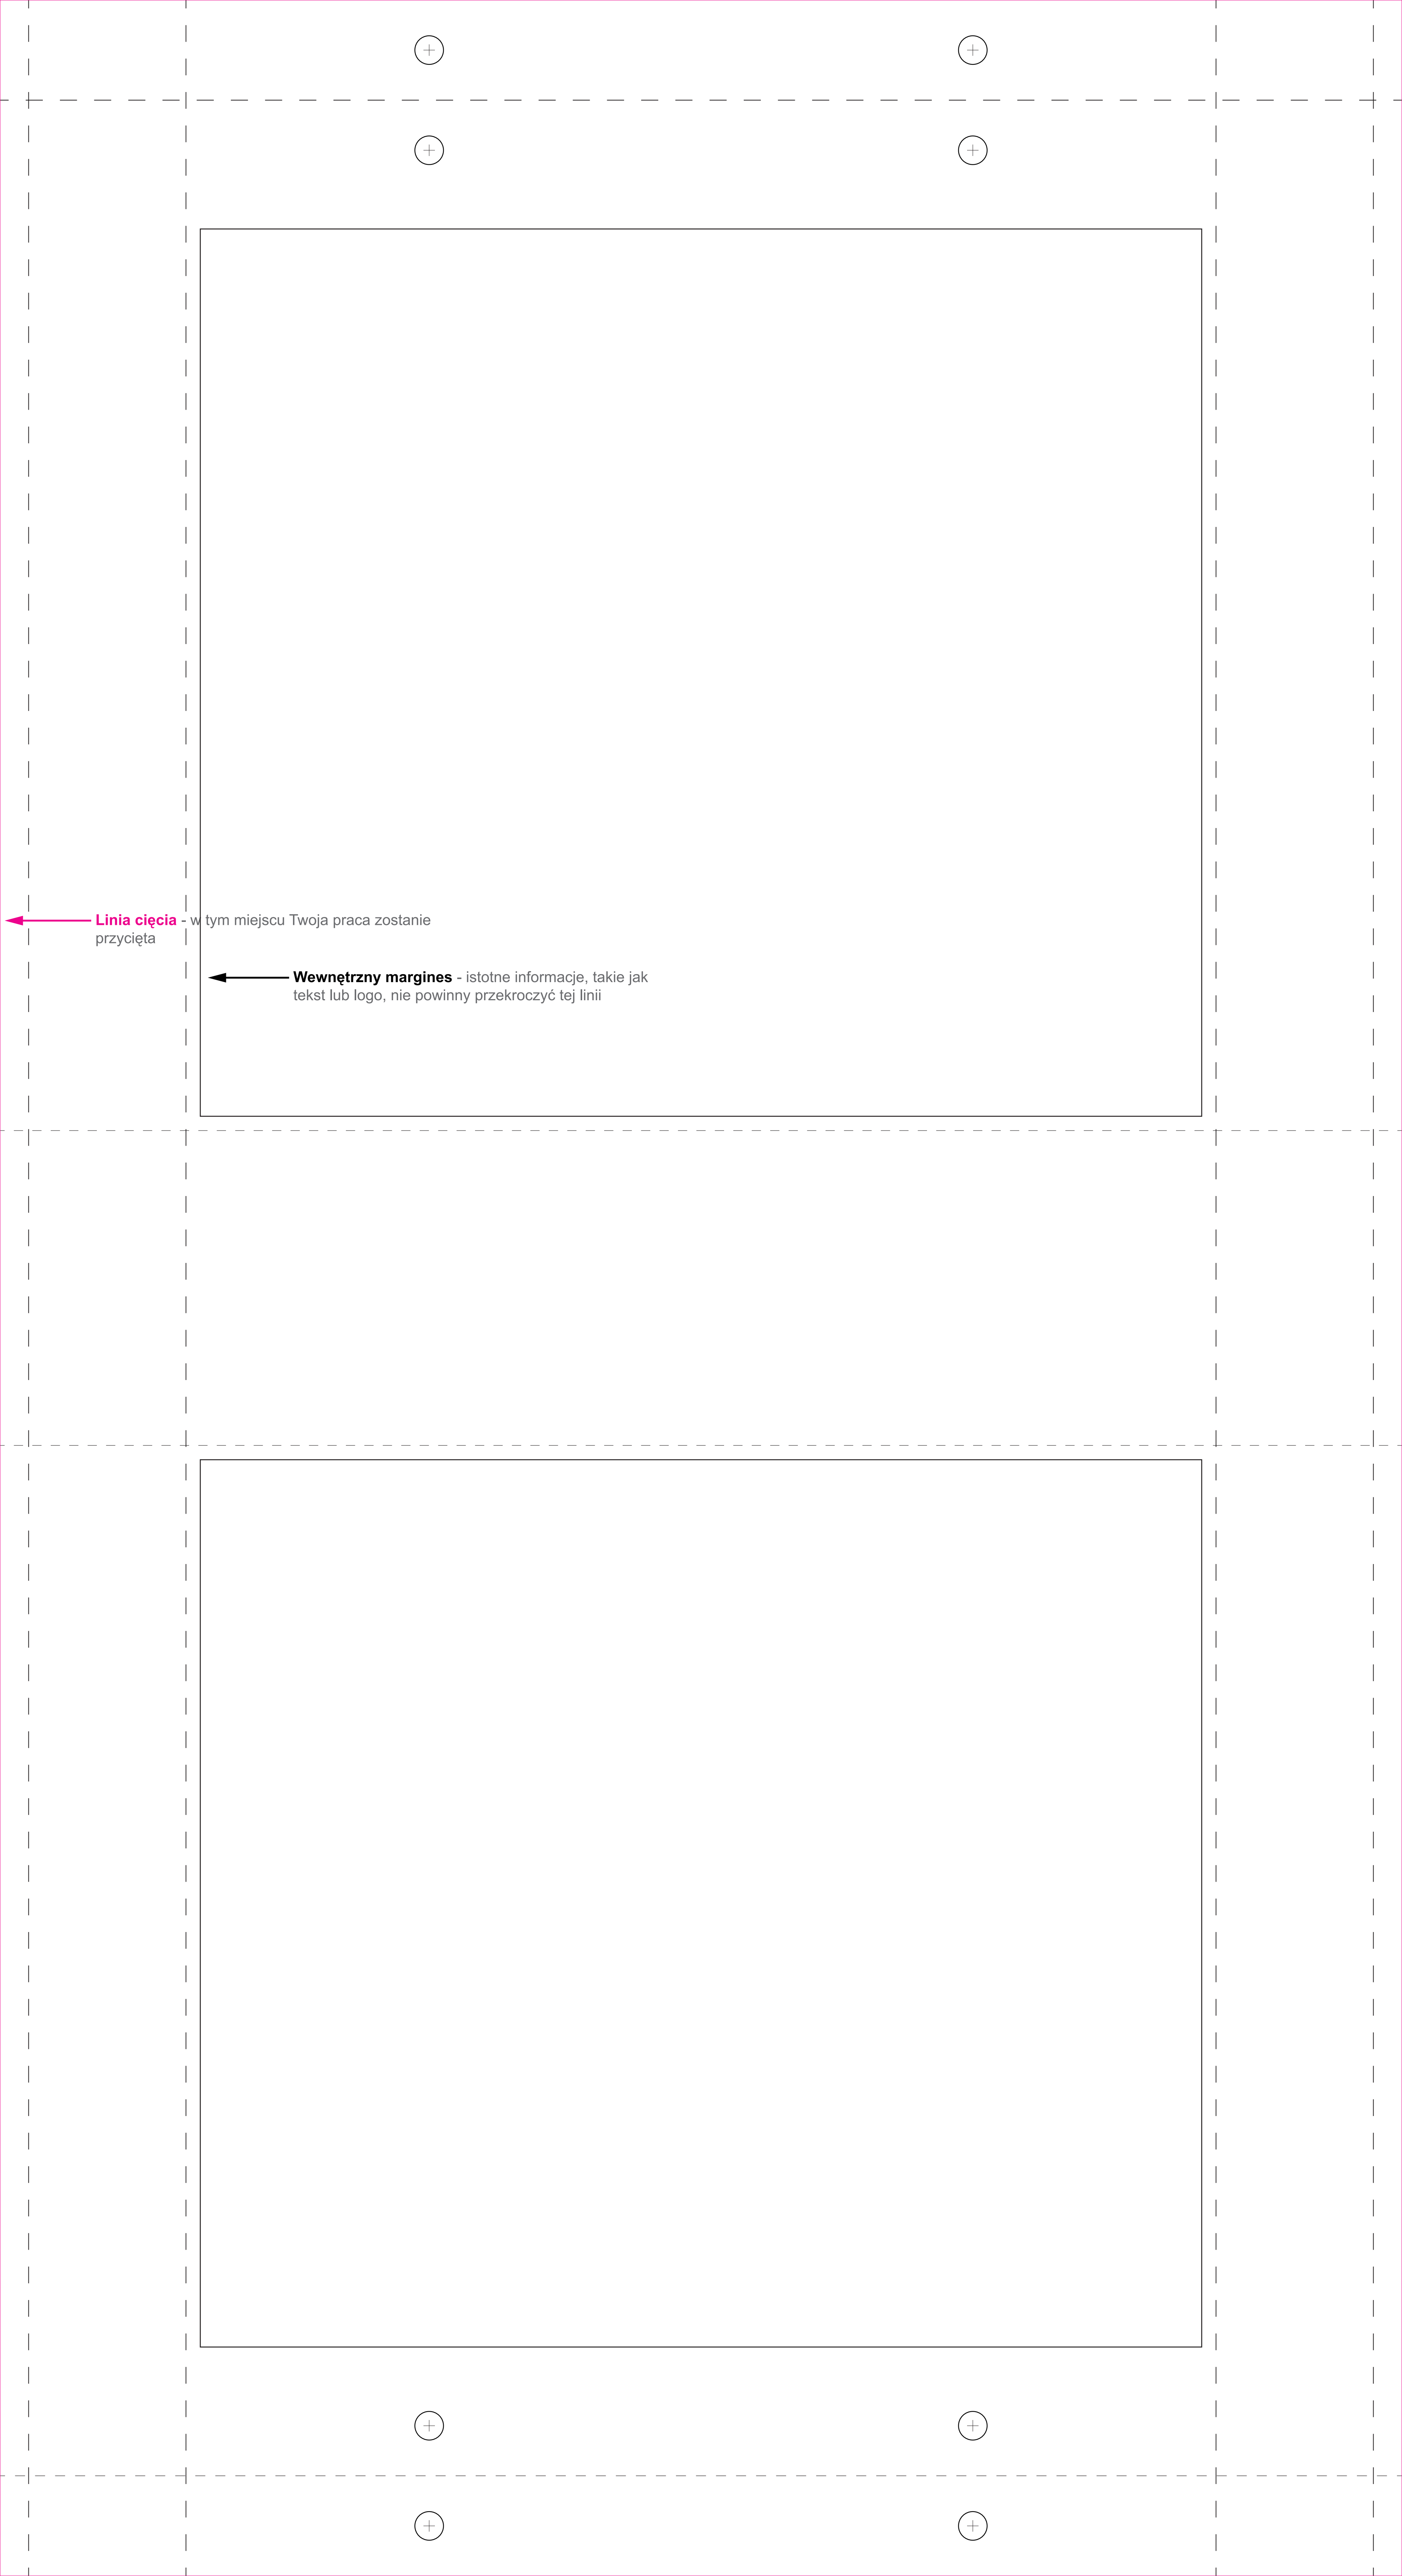 Linia cięcia - w tym miejscu Twoja praca zostanie
przycięta
Wewnętrzny margines - istotne informacje, takie jak
tekst lub logo, nie powinny przekroczyć tej linii